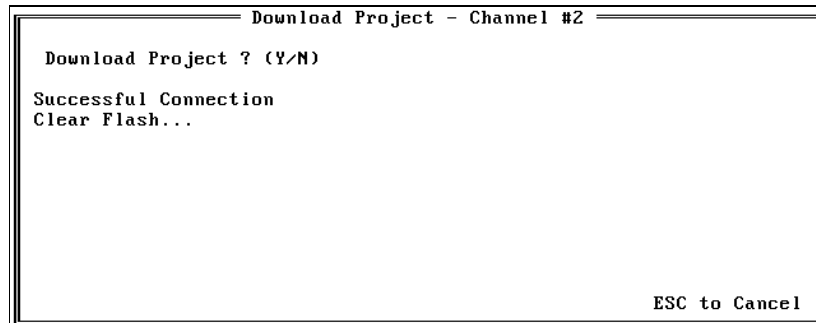 Download Project - Channel #2
Download Project ? (Y/N)
Successful Connection
Clear Flash...
ESC to Cancel